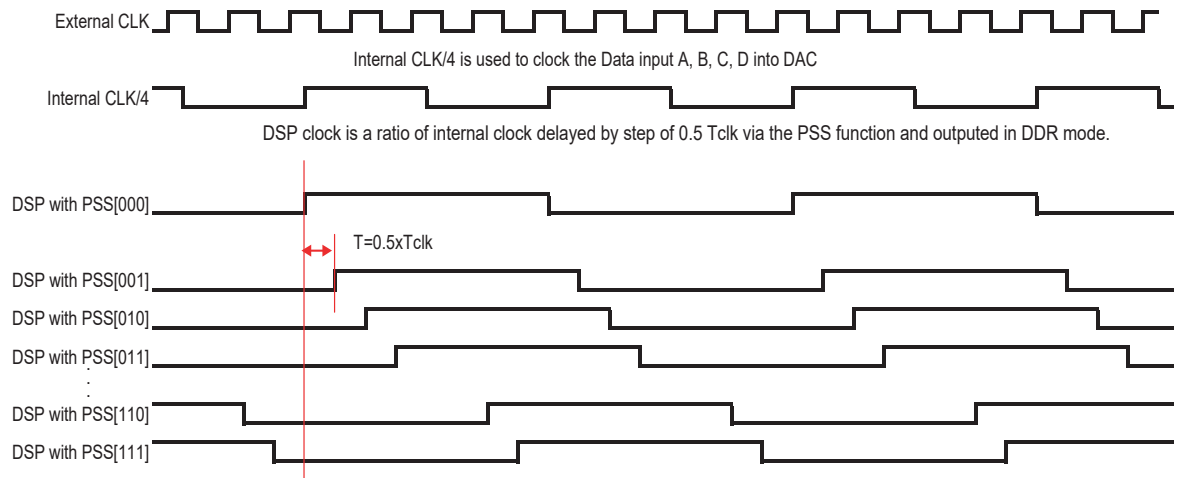 External CLK
Internal CLK/4 is used to clock the Data input A, B, C, D into DAC
Internal CLK/4
DSP clock is a ratio of internal clock delayed by step of 0.5 Tclk via the PSS function and outputed in DDR mode.
DSP with PSS[000]
T=0.5xTclk
DSP with PSS[001]
DSP with PSS[010]
DSP with PSS[011]
.
.
.
DSP with PSS[110]
DSP with PSS[111]